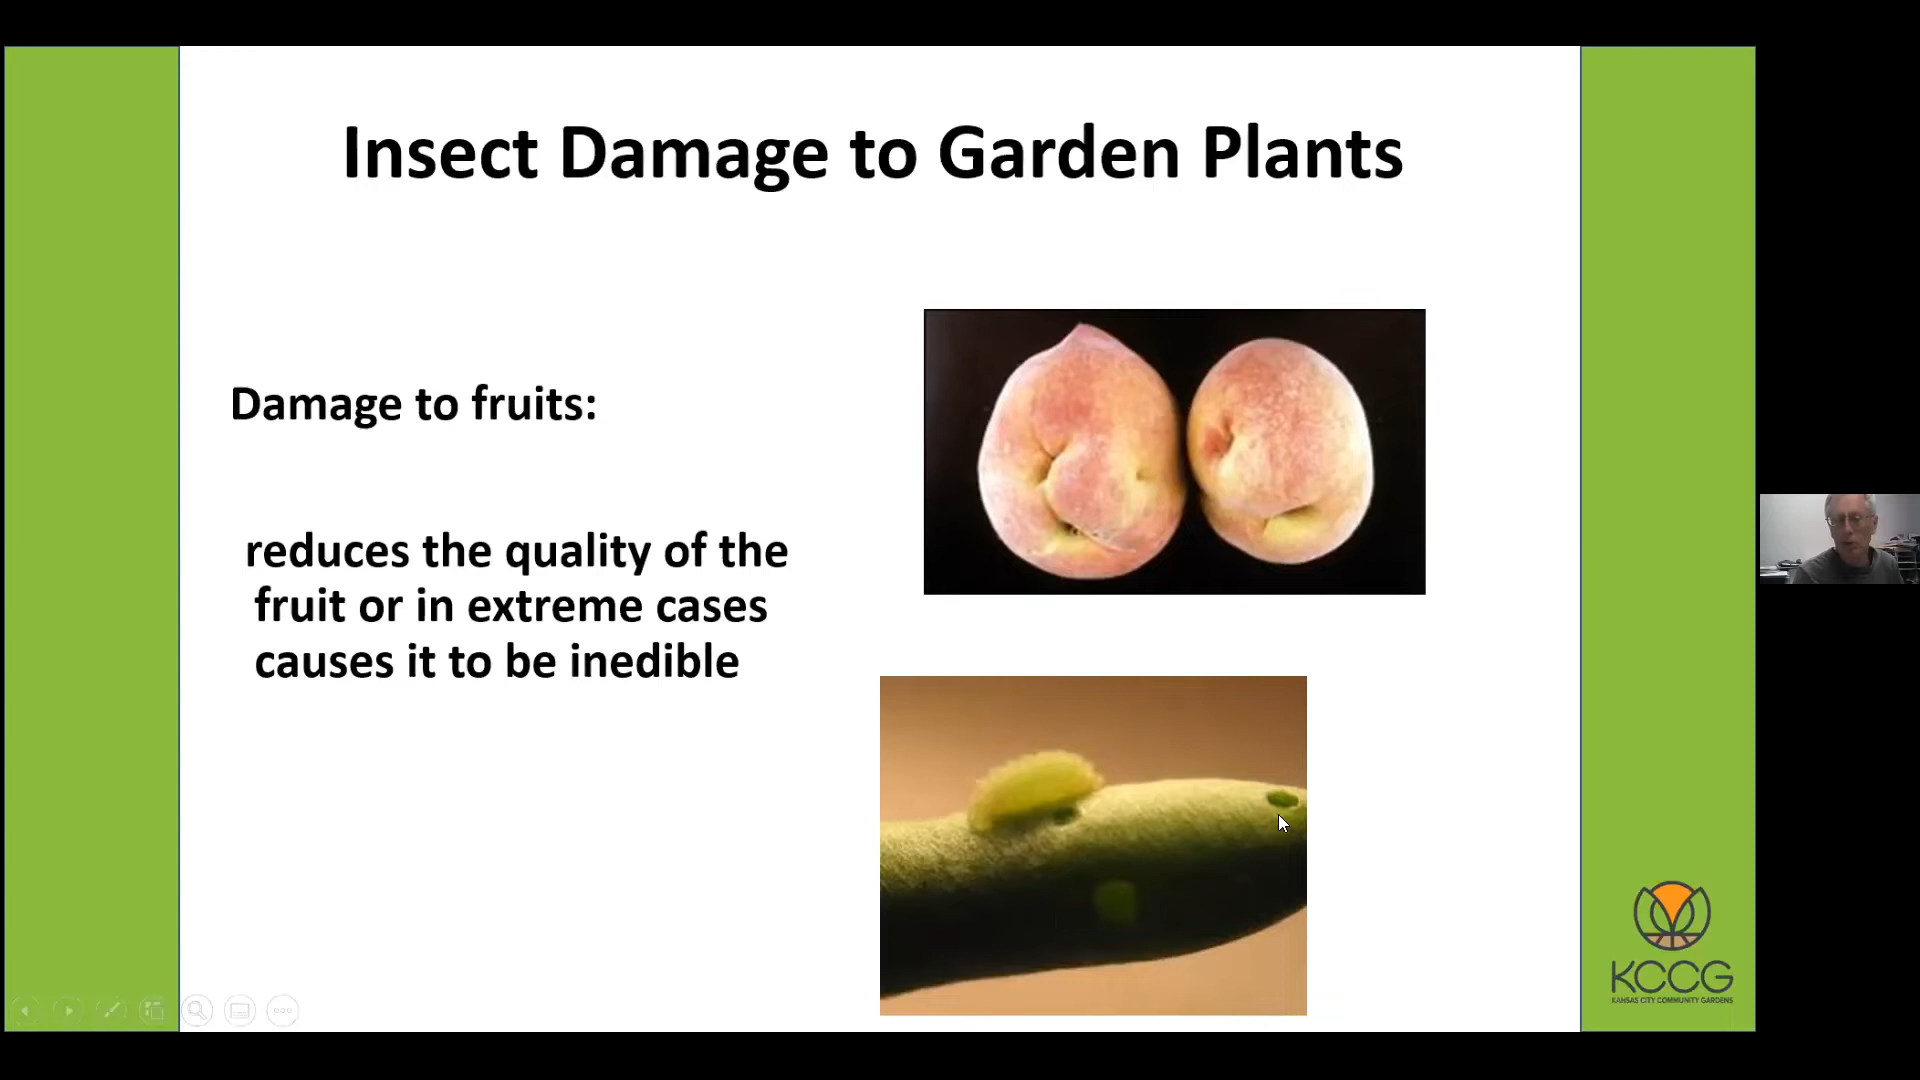 Insect Damage to Garden Plants
Damage to fruits:
reduces the quality of the
fruit or in extreme cases
causes it to be inedible
KCCG
KANSAS CITY COMMUNITY GARDENS